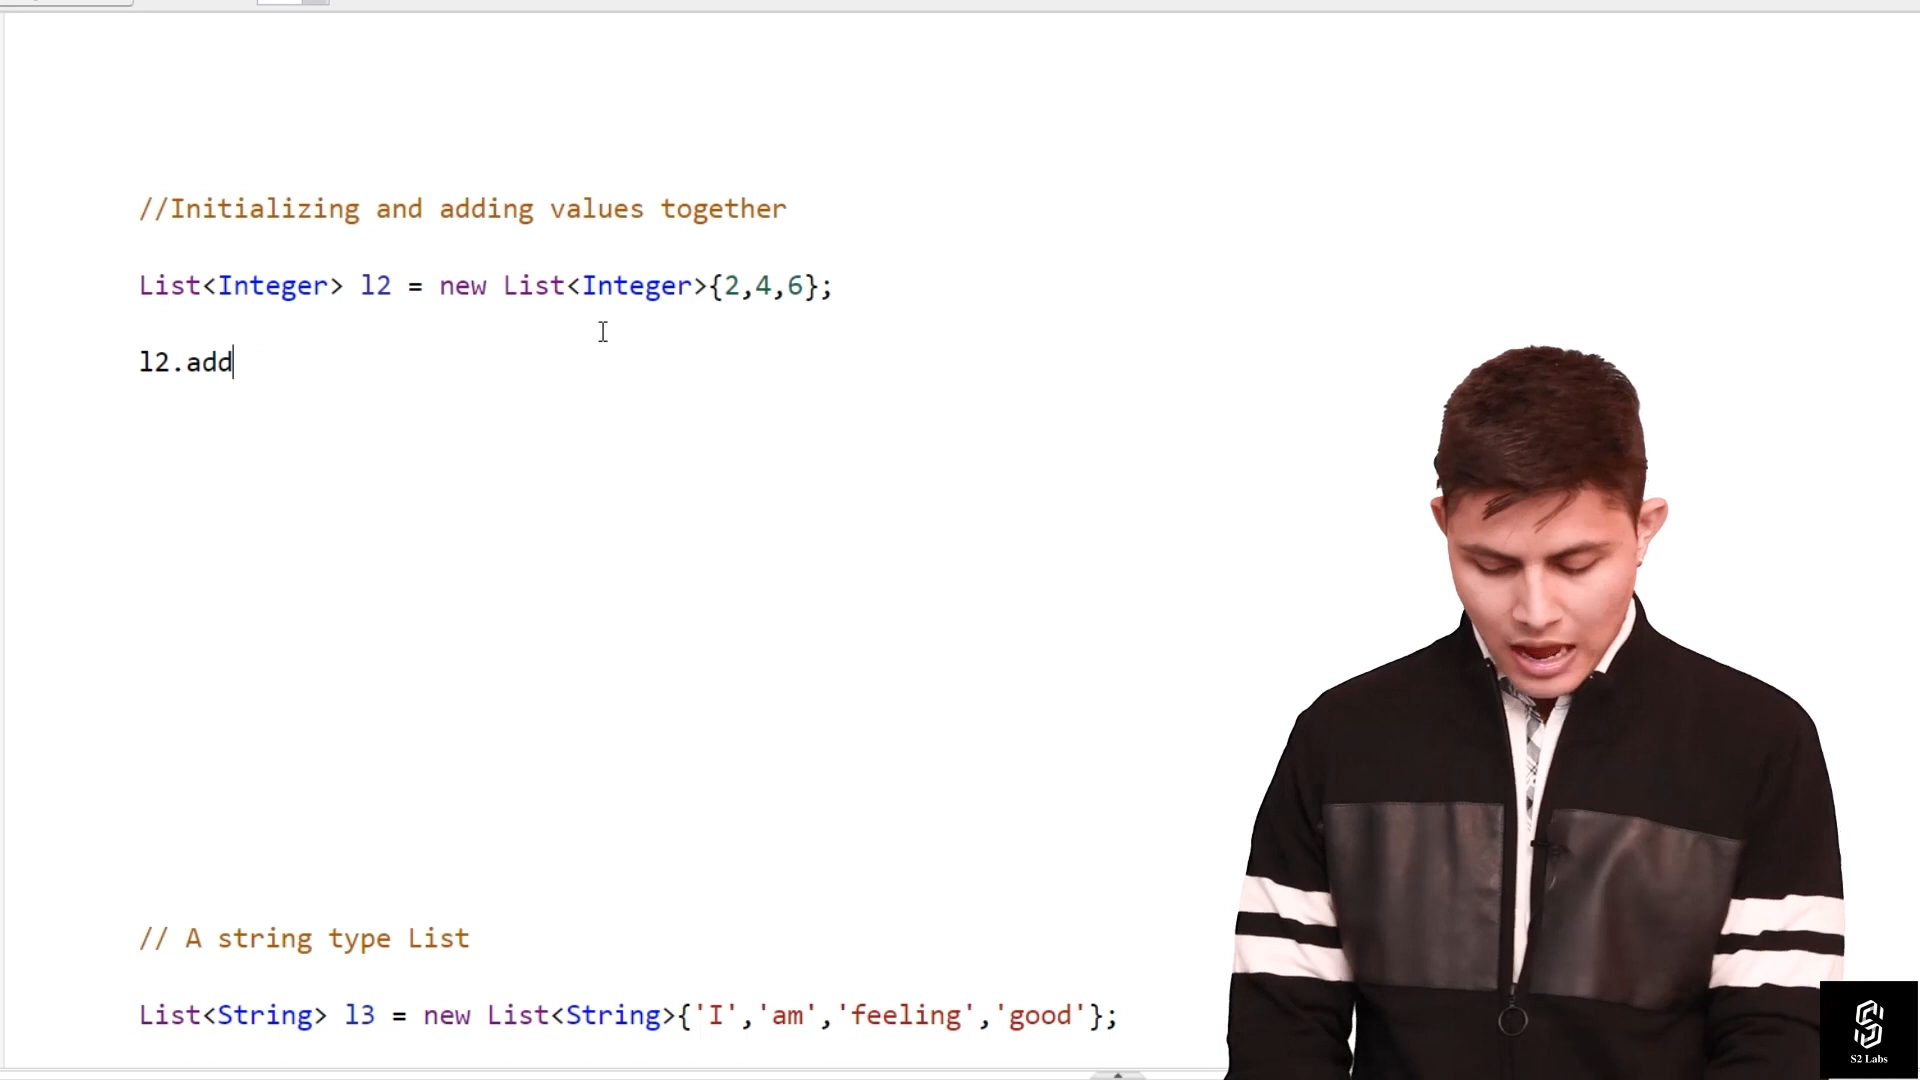 //Initializing and adding values together
List<Integer> l2 = new List<Integer>{2,4,6};
l2.add
// A string type List
List<String> l3 = new List<String>{'I','am','feeling','good'};
S2 Labs